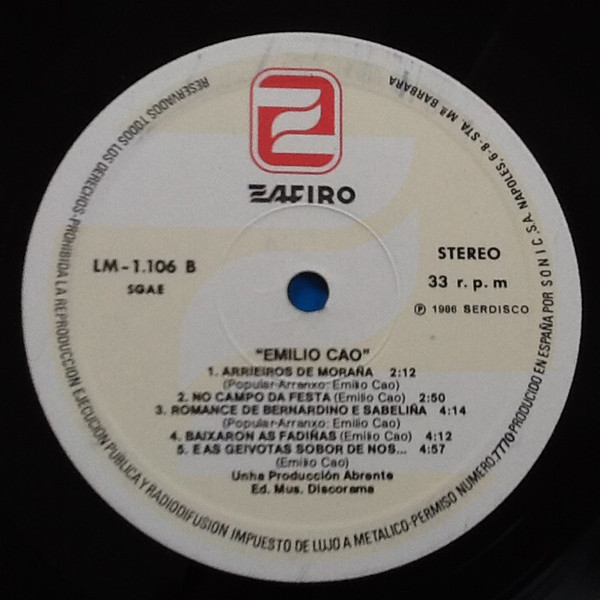 ZAFIRO
LM-1.106 B
SGAE
STEREO
33 r.p.m
℗ 1986 SERDISCO
"EMILIO CAO"
1. ARRIEIROS DE MORAÑA 2:12
(Popular-Arranxo: Emilio Cao)
2. NO CAMPO DA FESTA (Emilio Cao) 2:50
3. ROMANCE DE BERNARDINO E SABELIÑA 4:14
(Popular-Arranxo: Emilio Cao)
4. BAIXARON AS FADIÑAS (Emilio Cao) 4:12
5. E AS GEIVOTAS SOBOR DE NOS... 4:57
(Emilio Cao)
Unha Producción Abrente
Ed. Mus. Discorama
RESERVADOS TODOS LOS DERECHOS-PROHIBIDA LA REPRODUCCION EJECUCION PUBLICA Y RADIODIFUSION IMPUESTO DE LUJO A METALICO-PERMISO NUMERO:7770 PRODUCIDO EN ESPAÑA POR SONIC,S.A. NAPOLES,6-8-STA. Mª BARBARA